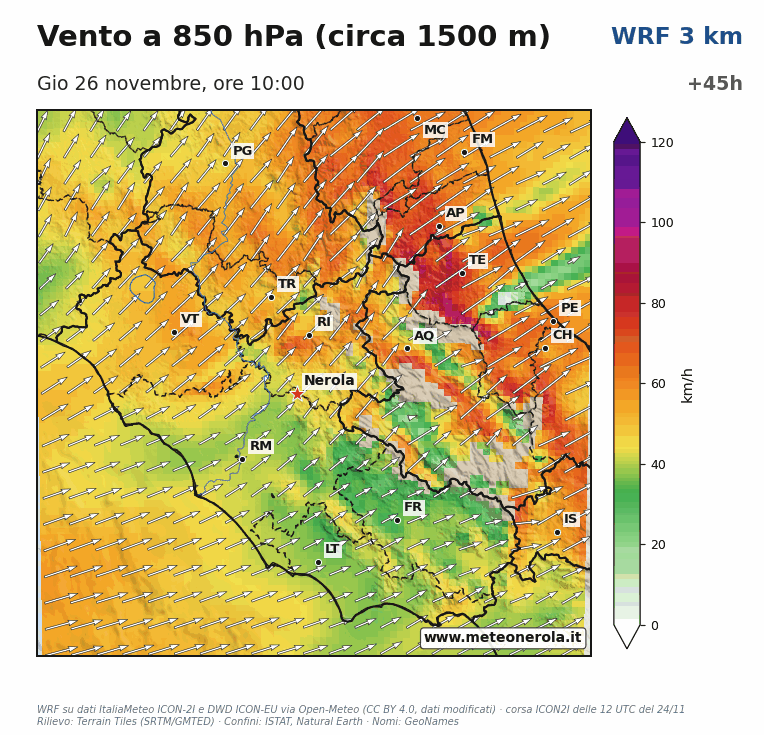 Vento a 850 hPa (circa 1500 m)
WRF 3 km
Gio 26 novembre, ore 10:00
+45h
MC
FM
PG
AP
TE
TR
PE
VT
RI
AQ
CH
Nerola
RM
FR
IS
LT
www.meteonerola.it
120
100
80
60
40
20
0
km/h
WRF su dati ItaliaMeteo ICON-2I e DWD ICON-EU via Open-Meteo (CC BY 4.0, dati modificati) · corsa ICON2I delle 12 UTC del 24/11
Rilievo: Terrain Tiles (SRTM/GMTED) · Confini: ISTAT, Natural Earth · Nomi: GeoNames